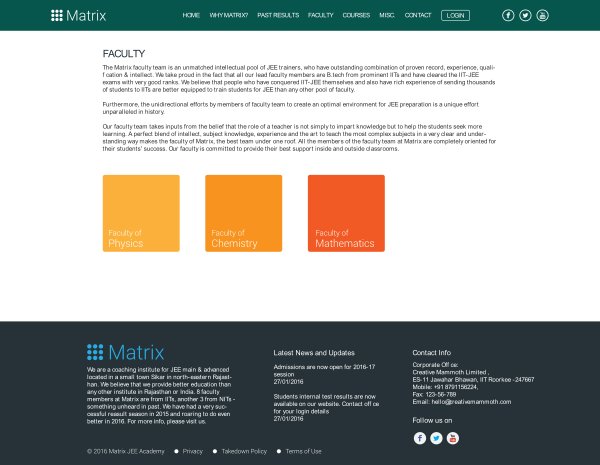 Matrix
HOME WHY MATRIX? PAST RESULTS FACULTY COURSES MISC. CONTACT LOGIN
FACULTY
The Matrix faculty team is an unmatched intellectual pool of JEE trainers, who have outstanding combination of proven record, experience, quali-
f ication & intellect. We take proud in the fact that all our lead faculty members are B.tech from prominent IITs and have cleared the IIT-JEE
exams with very good ranks. We believe that people who have conquered IIT-JEE themselves and also have rich experience of sending thousands
of students to IITs are better equipped to train students for JEE than any other pool of faculty.
Furthermore, the unidirectional efforts by members of faculty team to create an optimal environment for JEE preparation is a unique effort
unparalleled in history.
Our faculty team takes inputs from the belief that the role of a teacher is not simply to impart knowledge but to help the students seek more
learning. A perfect blend of intellect, subject knowledge, experience and the art to teach the most complex subjects in a very clear and under-
standing way makes the faculty of Matrix, the best team under one roof. All the members of the faculty team at Matrix are completely oriented for
their students' success. Our faculty is committed to provide their best support inside and outside classrooms.
Faculty of
Physics
Faculty of
Chemistry
Faculty of
Mathematics
Matrix
We are a coaching institute for JEE main & advanced
located in a small town Sikar in north-eastern Rajast-
han. We believe that we provide better education than
any other institute in Rajasthan or India. 8 faculty
members at Matrix are from IITs, another 3 from NITs -
something unheard in past. We have had a very suc-
cessful reasult season in 2015 and roaring to do even
better in 2016. For more info, please visit us.
Latest News and Updates
Admissions are now open for 2016-17
session
27/01/2016
Students internal test results are now
available on our website. Contact off ce
for your login details
27/01/2016
Contact Info
Corporate Off ce:
Creative Mammoth Limited ,
ES-11 Jawahar Bhawan, IIT Roorkee -247667
Mobile: +91 8791156224,
Fax: 123-56-789
Email: hello@creativemammoth.com
Follow us on
© 2016 Matrix JEE Academy Privacy Takedown Policy Terms of Use